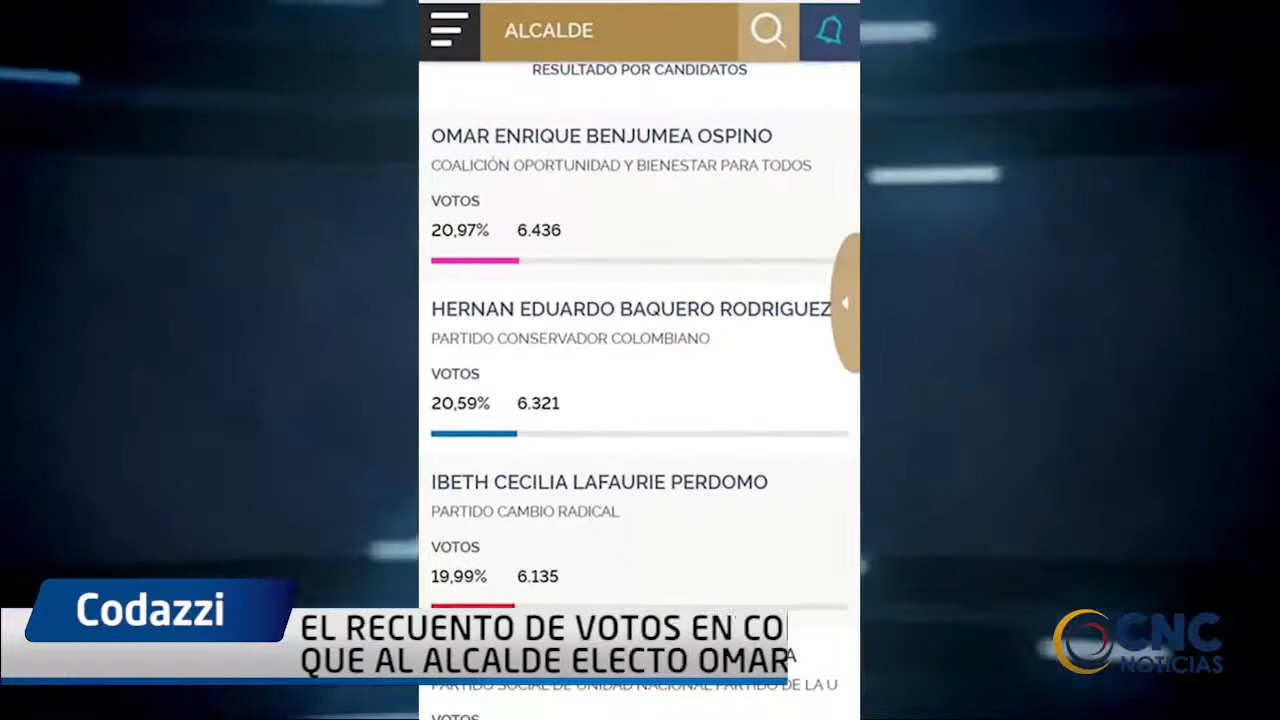 ALCALDE
RESULTADO POR CANDIDATOS
OMAR ENRIQUE BENJUMEA OSPINO
COALICIÓN OPORTUNIDAD Y BIENESTAR PARA TODOS
VOTOS
20,97% 6.436
HERNAN EDUARDO BAQUERO RODRIGUEZ
PARTIDO CONSERVADOR COLOMBIANO
VOTOS
20,59% 6.321
IBETH CECILIA LAFAURIE PERDOMO
PARTIDO CAMBIO RADICAL
VOTOS
19,99% 6.135
Codazzi
EL RECUENTO DE VOTOS EN CO
QUE AL ALCALDE ELECTO OMAR
PARTIDO SOCIAL DE UNIDAD NACIONAL PARTIDO DE LA U
VOTOS
CNC
NOTICIAS